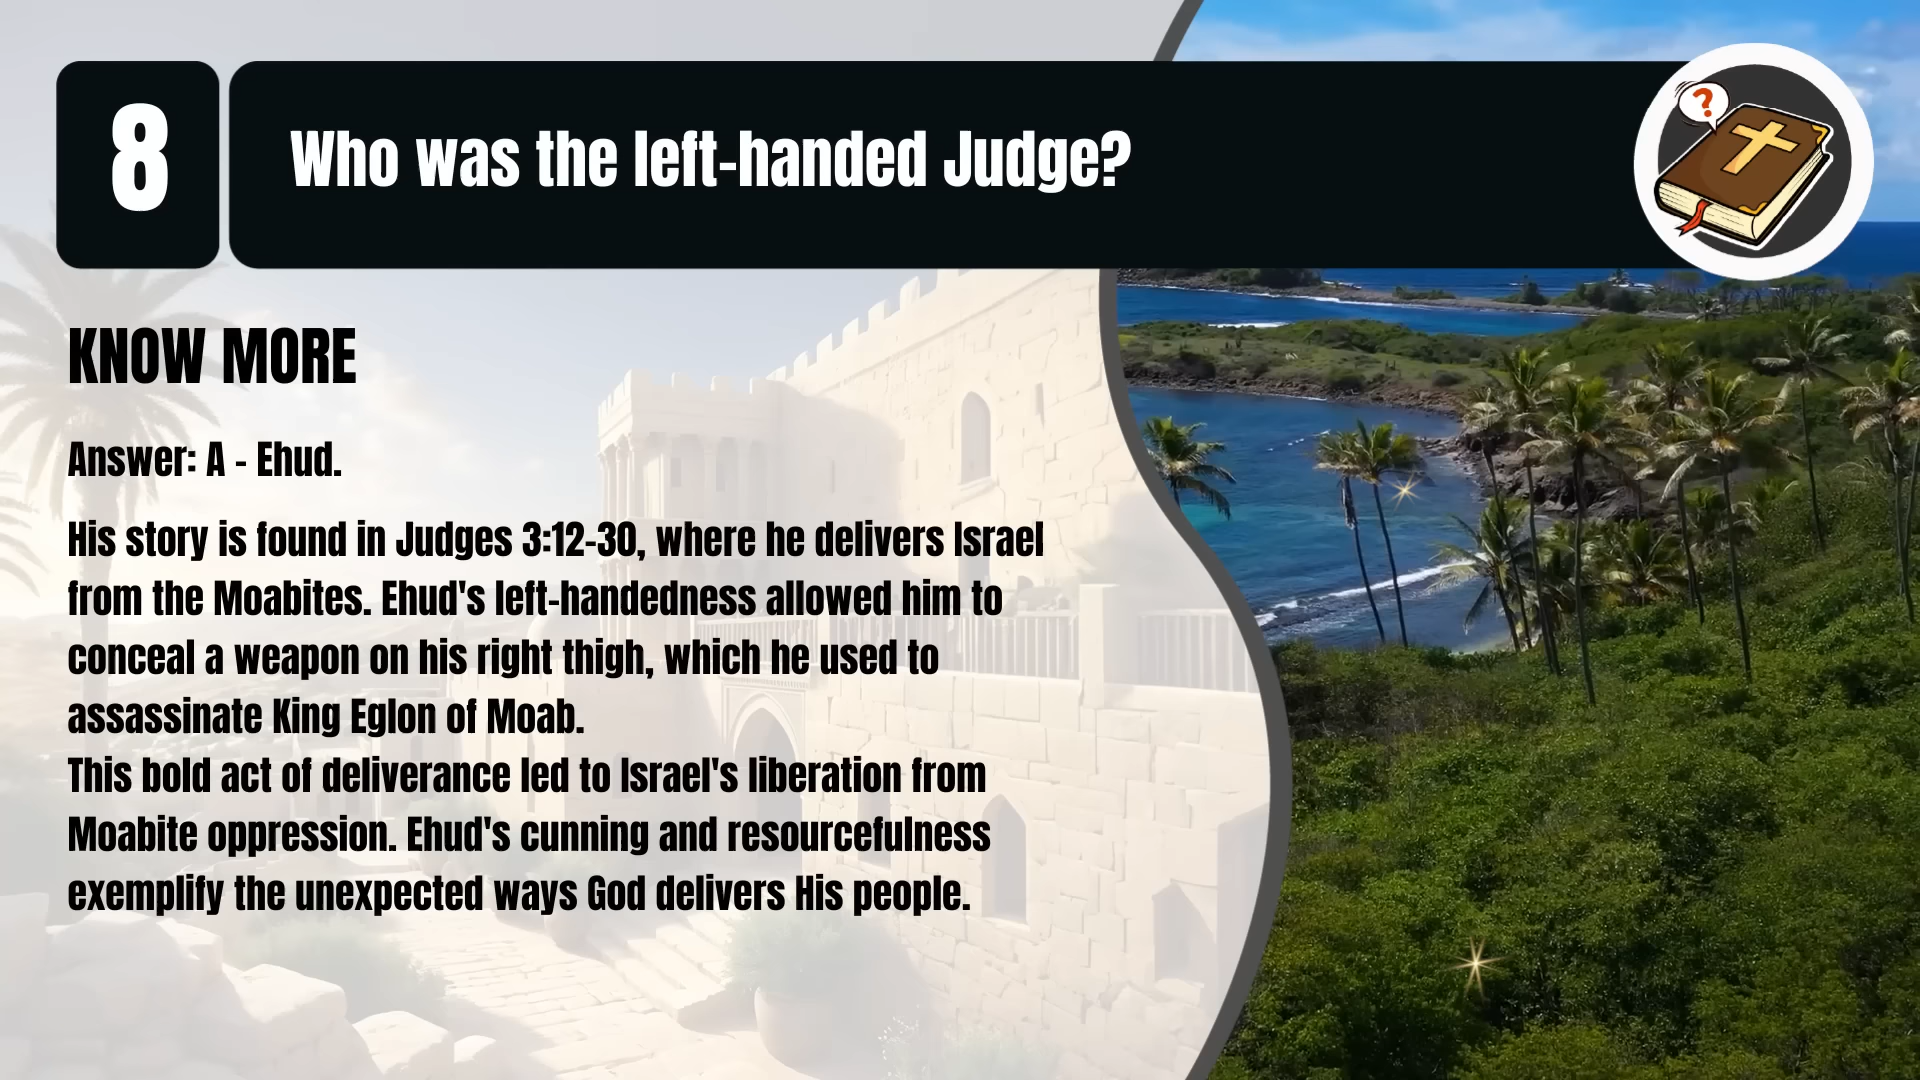 8
Who was the left-handed Judge?
?
KNOW MORE
Answer: A - Ehud.
His story is found in Judges 3:12-30, where he delivers Israel
from the Moabites. Ehud's left-handedness allowed him to
conceal a weapon on his right thigh, which he used to
assassinate King Eglon of Moab.
This bold act of deliverance led to Israel's liberation from
Moabite oppression. Ehud's cunning and resourcefulness
exemplify the unexpected ways God delivers His people.